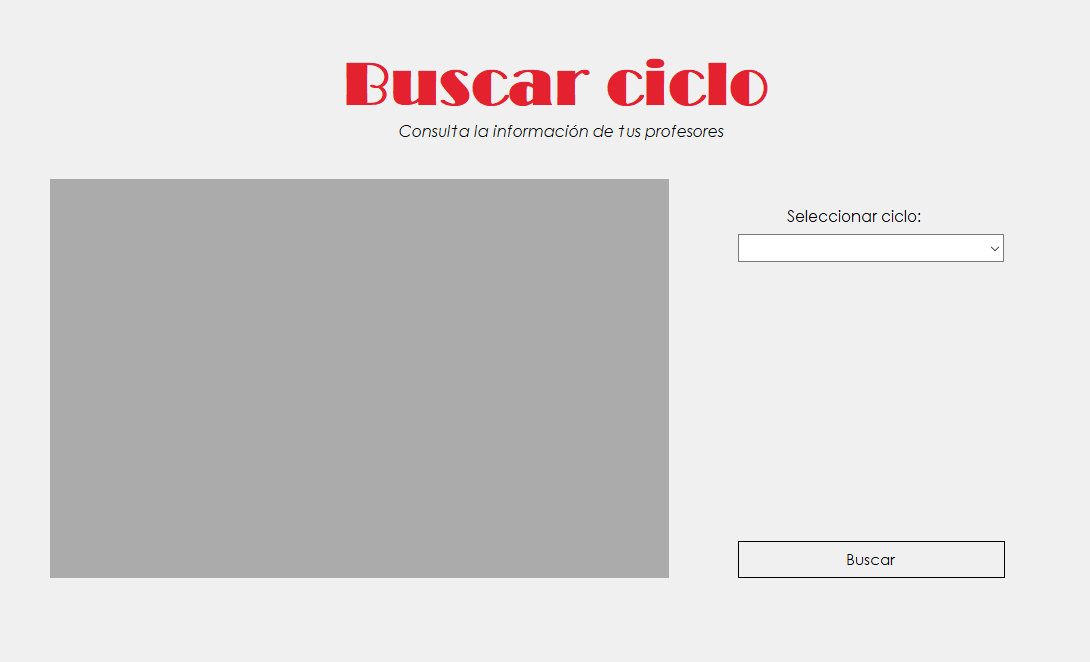 Buscar ciclo
Consulta la información de tus profesores
Seleccionar ciclo:
Buscar